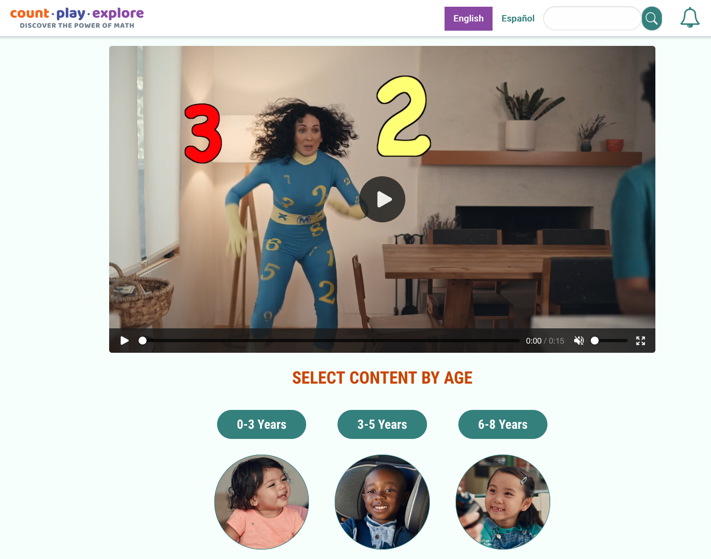 count·play·explore
DISCOVER THE POWER OF MATH
English
Español
3
2
M
0:00 / 0:15
SELECT CONTENT BY AGE
0-3 Years
3-5 Years
6-8 Years